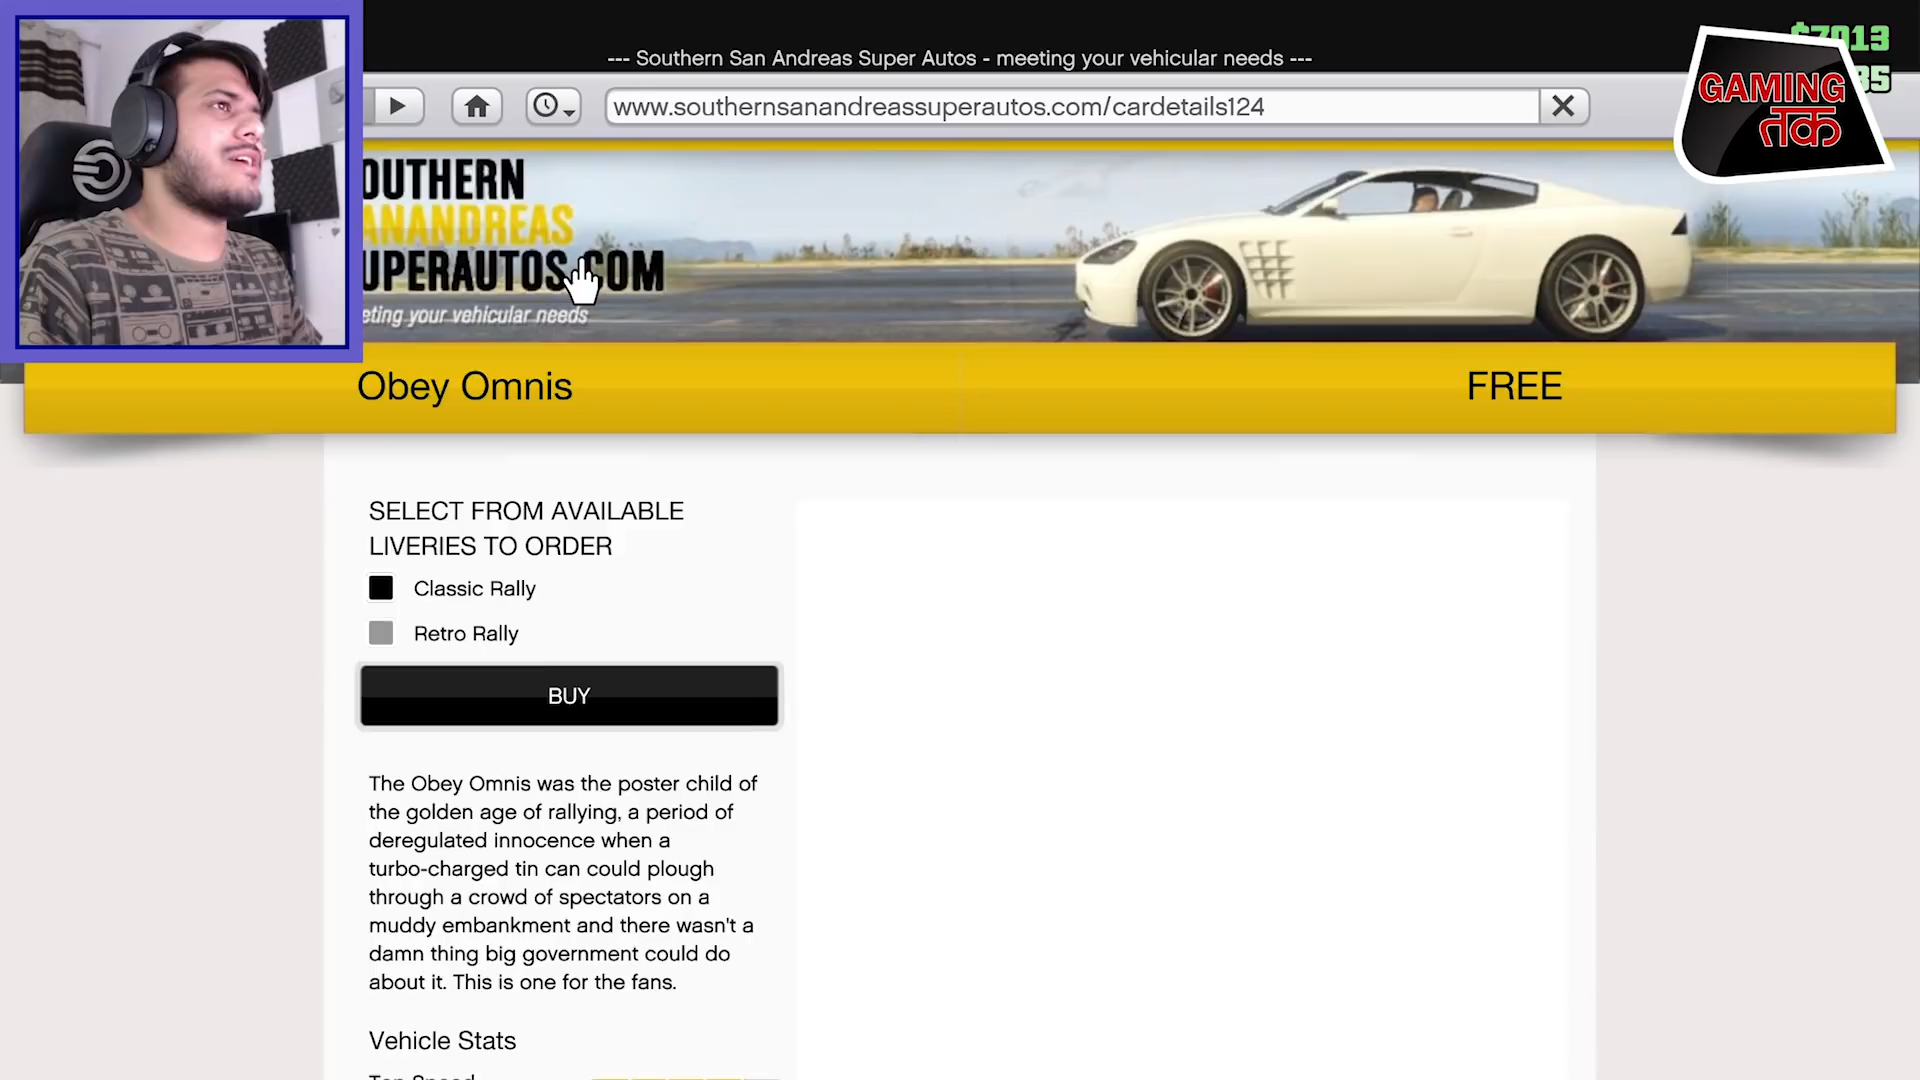 --- Southern San Andreas Super Autos - meeting your vehicular needs ---
www.southernsanandreassuperautos.com/cardetails124
GAMING
तक
OUTHERN
ANANDREAS
UPERAUTOS.COM
eting your vehicular needs
Obey Omnis
FREE
SELECT FROM AVAILABLE
LIVERIES TO ORDER
Classic Rally
Retro Rally
BUY
The Obey Omnis was the poster child of
the golden age of rallying, a period of
deregulated innocence when a
turbo-charged tin can could plough
through a crowd of spectators on a
muddy embankment and there wasn't a
damn thing big government could do
about it. This is one for the fans.
Vehicle Stats
Top Speed